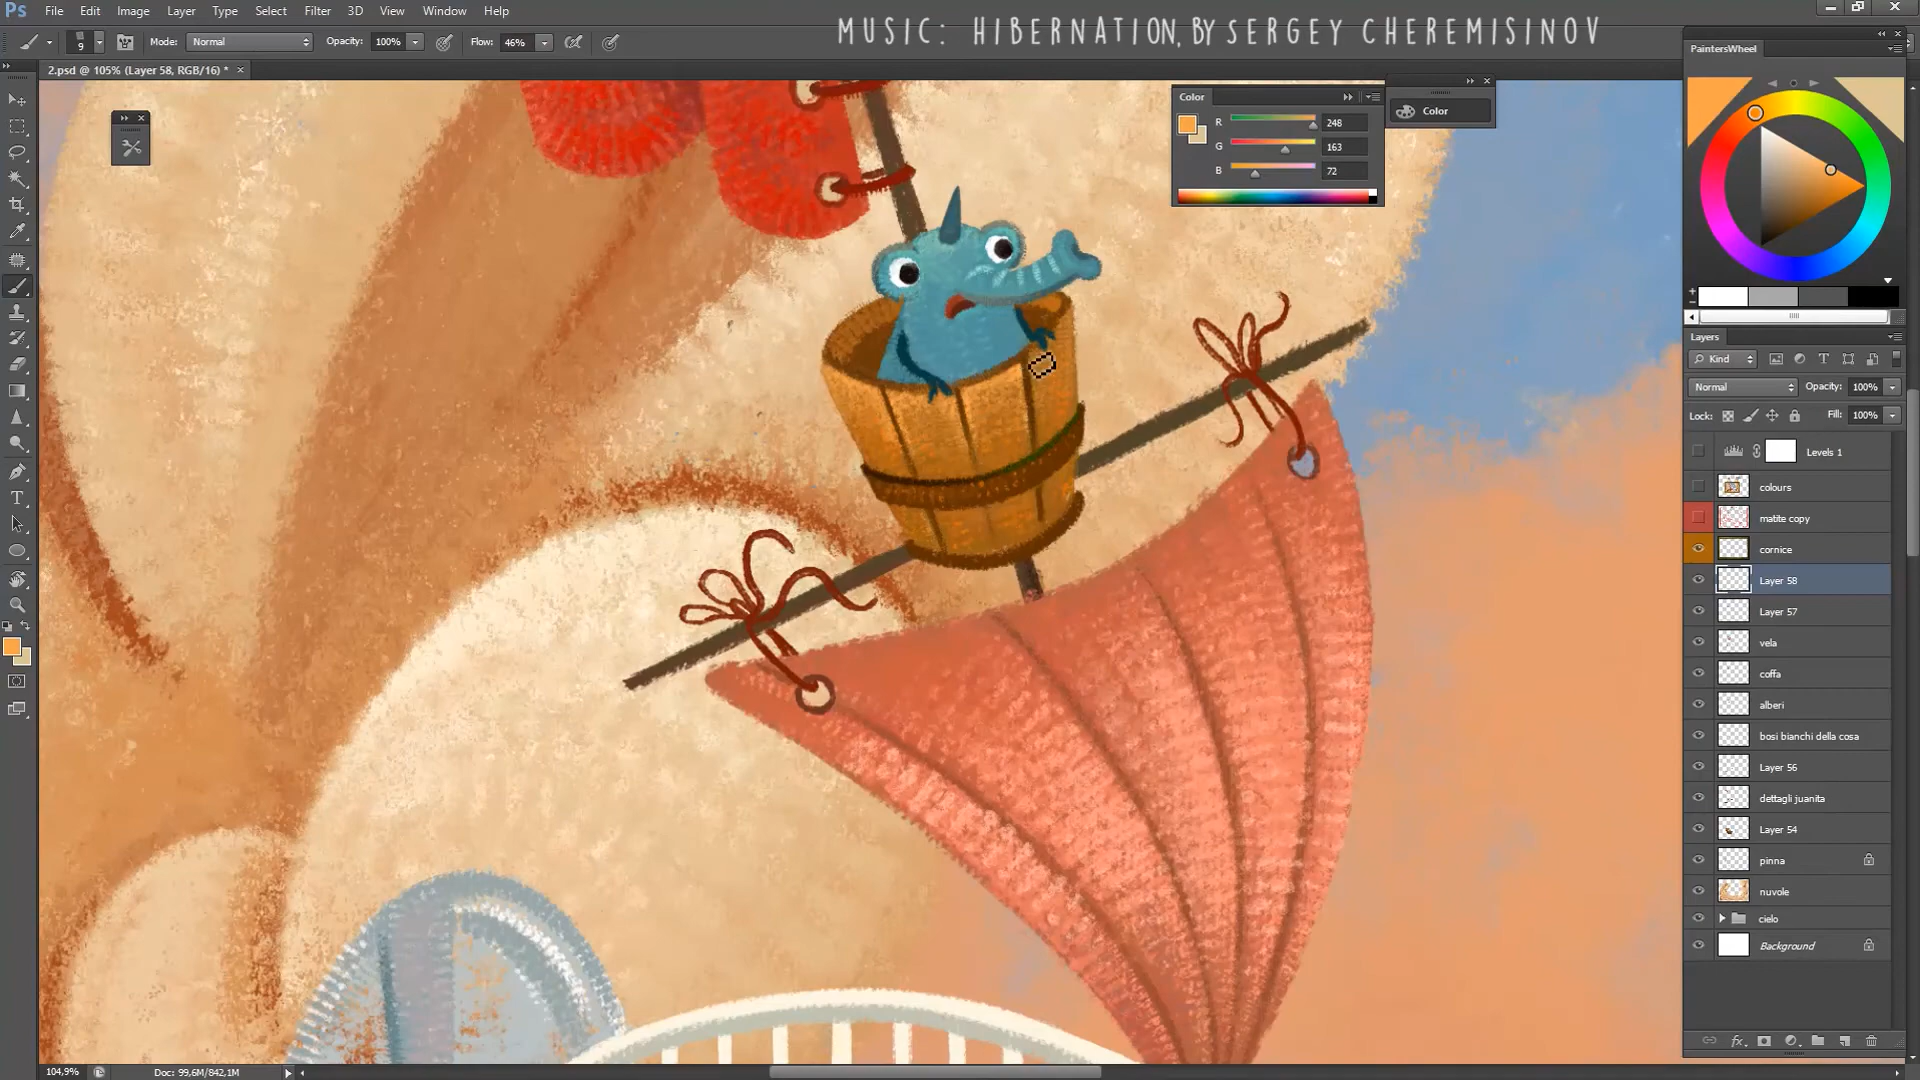 Ps File Edit Image Layer Type Select Filter 3D View Window Help
MUSIC: HIBERNATION, BY SERGEY CHEREMISINOV
9 Mode: Normal Opacity: 100% Flow: 46%
2.psd @ 105% (Layer 58, RGB/16) *
PaintersWheel
Color
R 248
G 163
B 72
Color
Layers
Kind
Normal Opacity: 100%
Lock: Fill: 100%
Levels 1
colours
matite copy
cornice
Layer 58
Layer 57
vela
coffa
alberi
bosi bianchi della cosa
Layer 56
dettagli juanita
Layer 54
pinna
nuvole
cielo
Background
104,9% Doc: 99,6M/842,1M